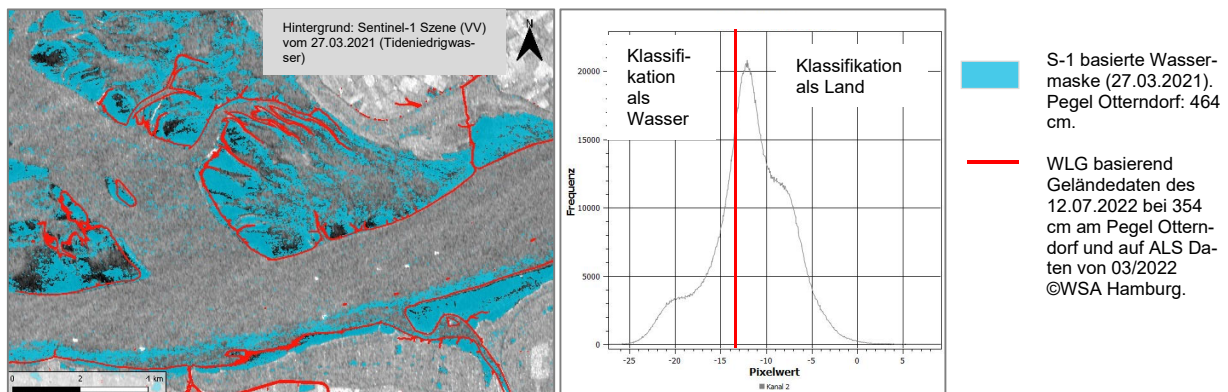 Hintergrund: Sentinel-1 Szene (VV)
vom 27.03.2021 (Tideniedrigwas-
ser)
N
0 2 4 km
Klassifi-
kation
als
Wasser
Klassifikation
als Land
Frequenz
20000
15000
10000
5000
0
-25 -20 -15 -10 -5 0 5
Pixelwert
Kanal 2
S-1 basierte Wasser-
maske (27.03.2021).
Pegel Otterndorf: 464
cm.
WLG basierend
Geländedaten des
12.07.2022 bei 354
cm am Pegel Ottern-
dorf und auf ALS Da-
ten von 03/2022
©WSA Hamburg.